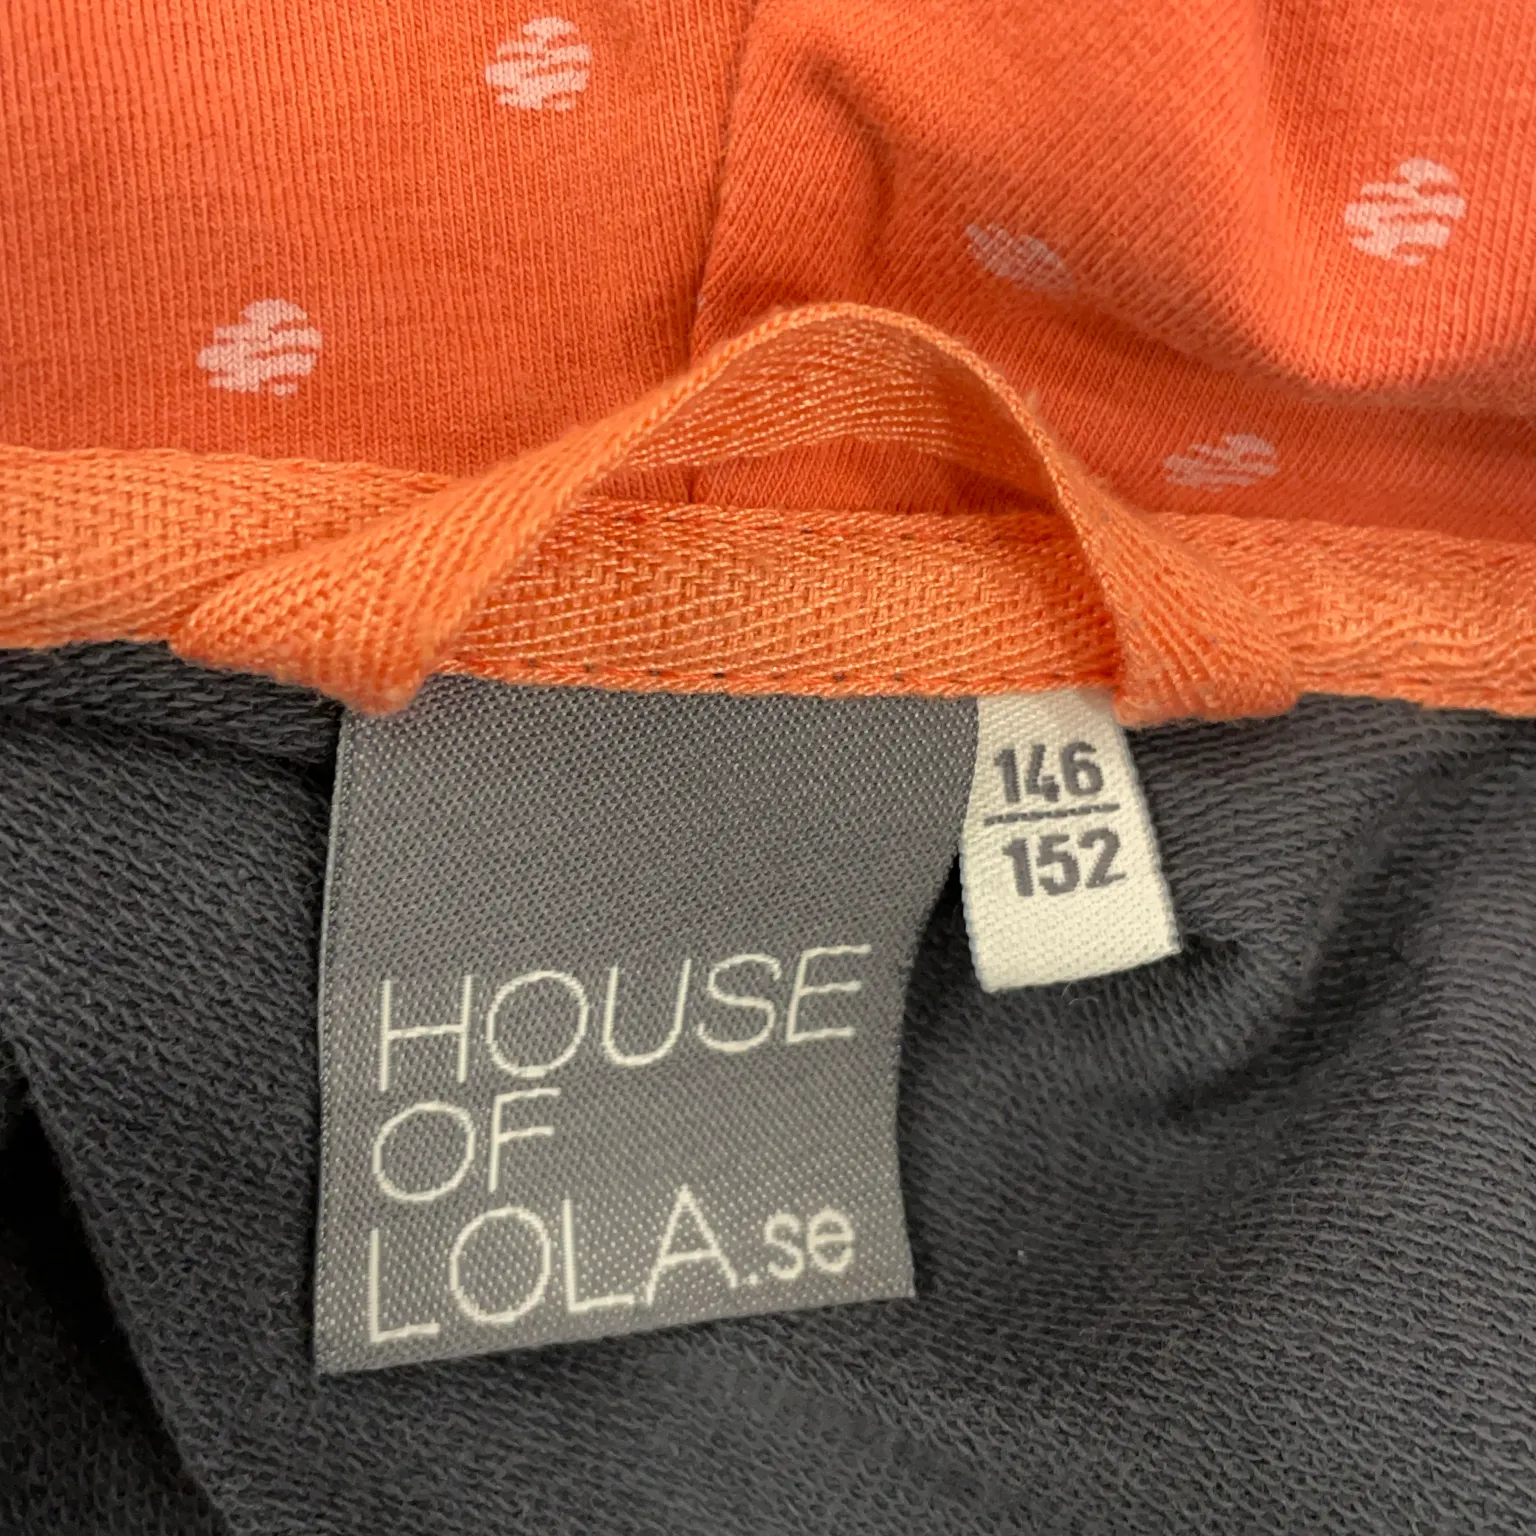 146
152
HOUSE
OF
LOLA.se